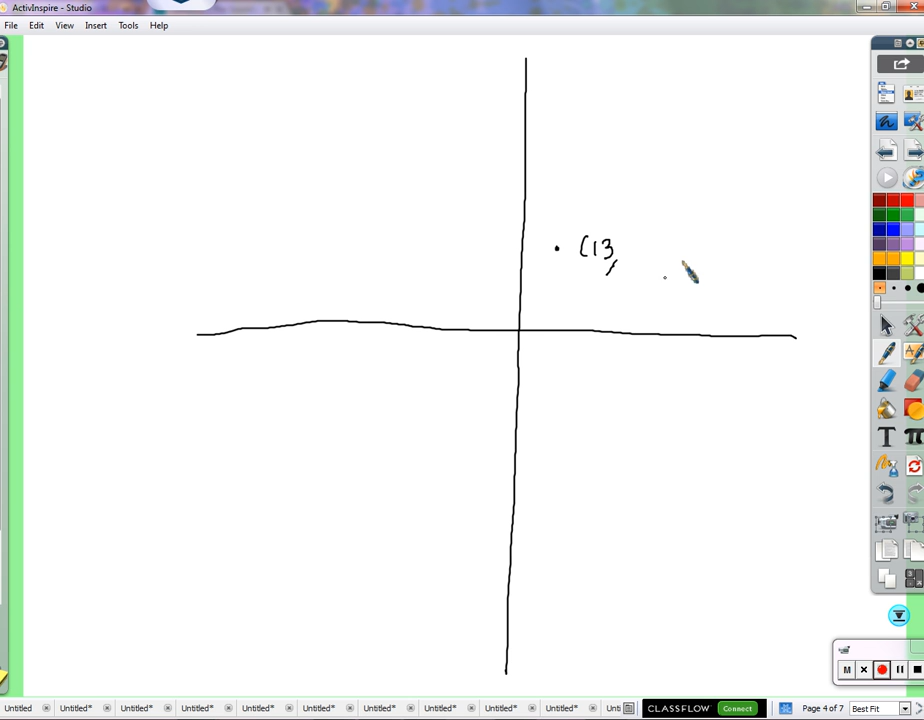 ActivInspire - Studio
File Edit View Insert Tools Help
(13,
T π
M
CLASSFLOW Connect
Untitled Untitled* Untitled* Untitled* Untitled* Untitled* Untitled* Untitled* Untitled* Unti Page 4 of 7 Best Fit